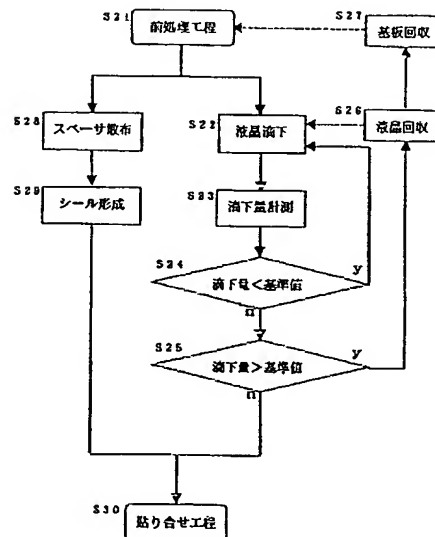 S21
前処理工程
S27
基板回収
S28
スペーサ散布
S22
液晶滴下
S26
液晶回収
S29
シール形成
S23
滴下量計測
S24
滴下量<基準値
y
n
S25
滴下量>基準値
y
n
S30
貼り合せ工程